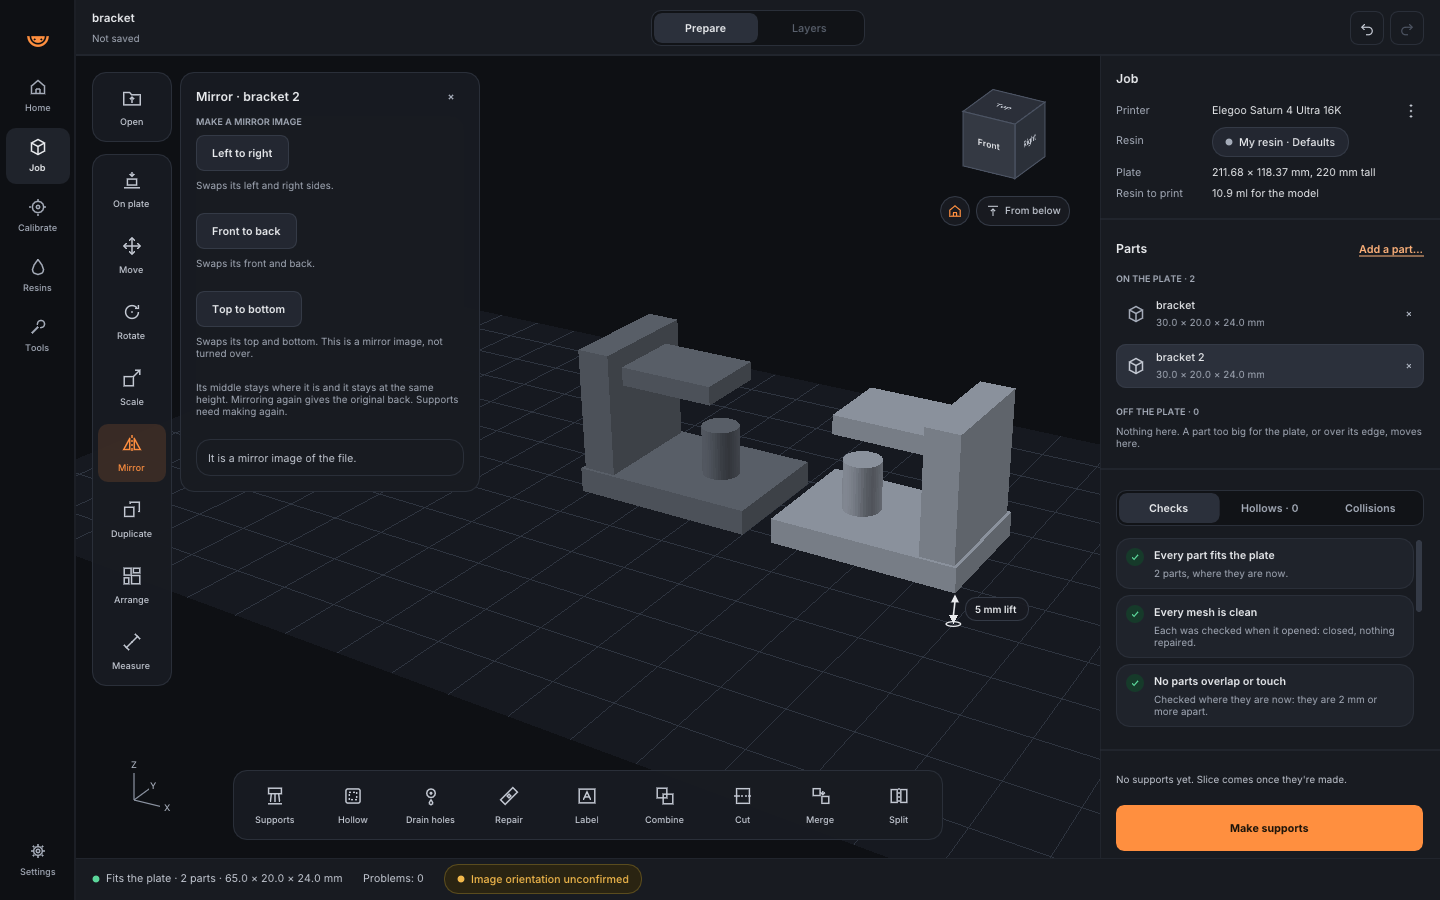 bracket
Not saved
Prepare
Layers
Home
Job
Calibrate
Resins
Tools
Settings
Open
On plate
Move
Rotate
Scale
Mirror
Duplicate
Arrange
Measure
Mirror · bracket 2
×
MAKE A MIRROR IMAGE
Left to right
Swaps its left and right sides.
Front to back
Swaps its front and back.
Top to bottom
Swaps its top and bottom. This is a mirror image, not
turned over.
Its middle stays where it is and it stays at the same
height. Mirroring again gives the original back. Supports
need making again.
It is a mirror image of the file.
Top
Front
Right
From below
5 mm lift
Z
Y
X
Supports
Hollow
Drain holes
Repair
Label
Combine
Cut
Merge
Split
Job
Printer
Elegoo Saturn 4 Ultra 16K
Resin
My resin · Defaults
Plate
211.68 × 118.37 mm, 220 mm tall
Resin to print
10.9 ml for the model
Parts
Add a part...
ON THE PLATE · 2
bracket
30.0 × 20.0 × 24.0 mm
×
bracket 2
30.0 × 20.0 × 24.0 mm
×
OFF THE PLATE · 0
Nothing here. A part too big for the plate, or over its edge, moves
here.
Checks
Hollows · 0
Collisions
Every part fits the plate
2 parts, where they are now.
Every mesh is clean
Each was checked when it opened: closed, nothing
repaired.
No parts overlap or touch
Checked where they are now: they are 2 mm or
more apart.
No supports yet. Slice comes once they're made.
Make supports
Fits the plate · 2 parts · 65.0 × 20.0 × 24.0 mm
Problems: 0
Image orientation unconfirmed